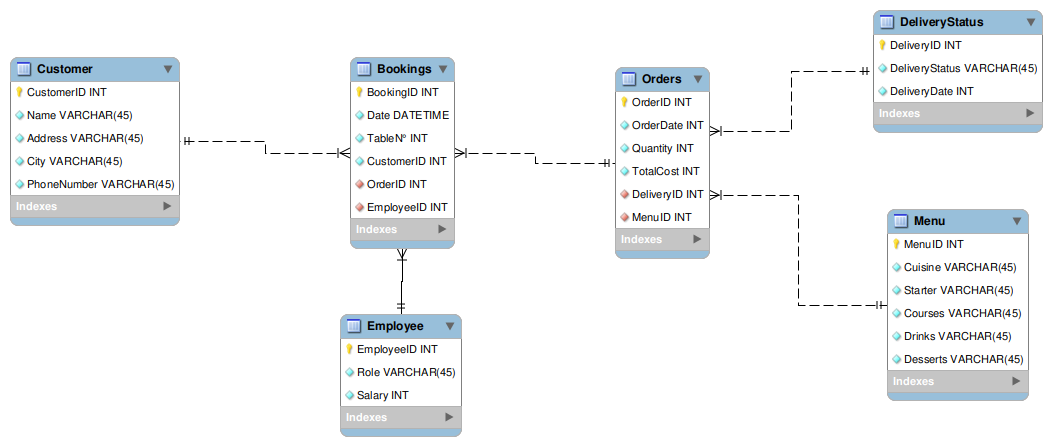 Customer
CustomerID INT
Name VARCHAR(45)
Address VARCHAR(45)
City VARCHAR(45)
PhoneNumber VARCHAR(45)
Indexes
Bookings
BookingID INT
Date DATETIME
TableN° INT
CustomerID INT
OrderID INT
EmployeeID INT
Indexes
Employee
EmployeeID INT
Role VARCHAR(45)
Salary INT
Indexes
Orders
OrderID INT
OrderDate INT
Quantity INT
TotalCost INT
DeliveryID INT
MenuID INT
Indexes
DeliveryStatus
DeliveryID INT
DeliveryStatus VARCHAR(45)
DeliveryDate INT
Indexes
Menu
MenuID INT
Cuisine VARCHAR(45)
Starter VARCHAR(45)
Courses VARCHAR(45)
Drinks VARCHAR(45)
Desserts VARCHAR(45)
Indexes